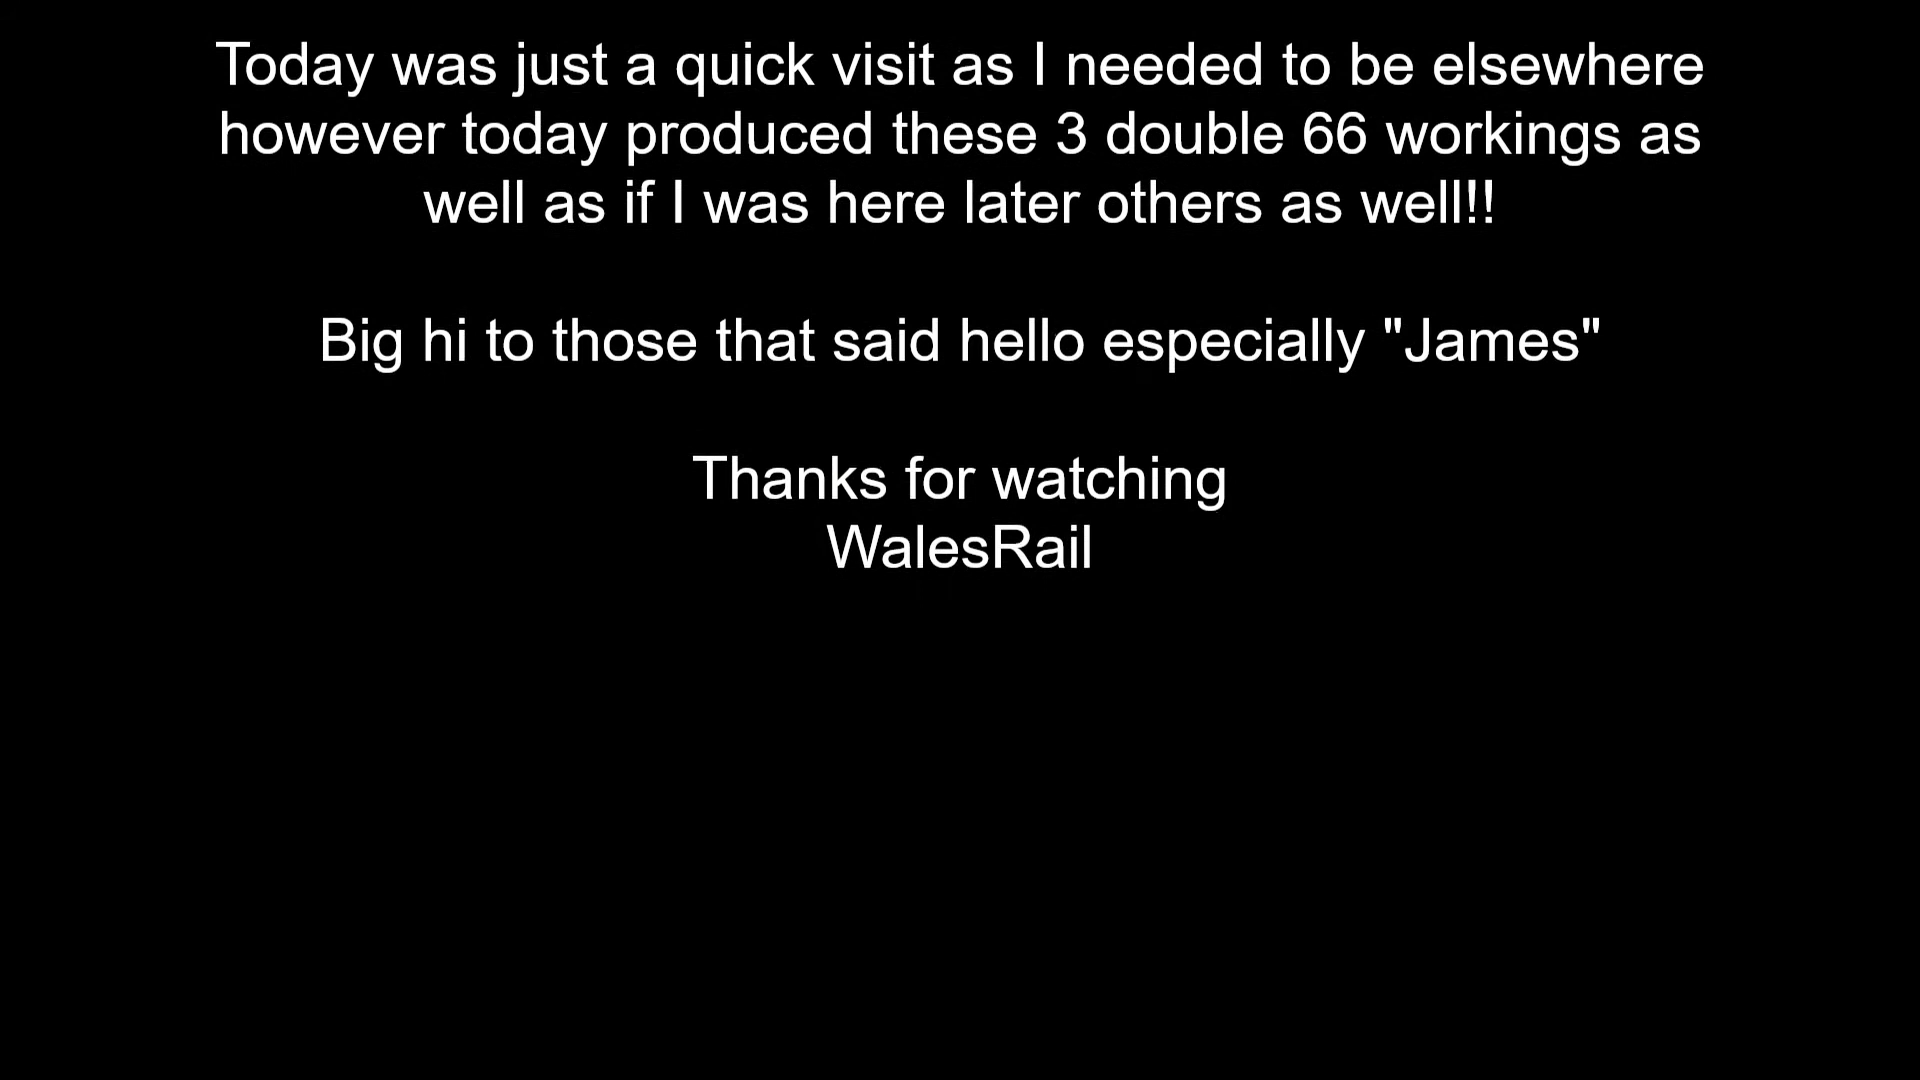 Today was just a quick visit as I needed to be elsewhere
however today produced these 3 double 66 workings as
well as if I was here later others as well!!
Big hi to those that said hello especially "James"
Thanks for watching
WalesRail